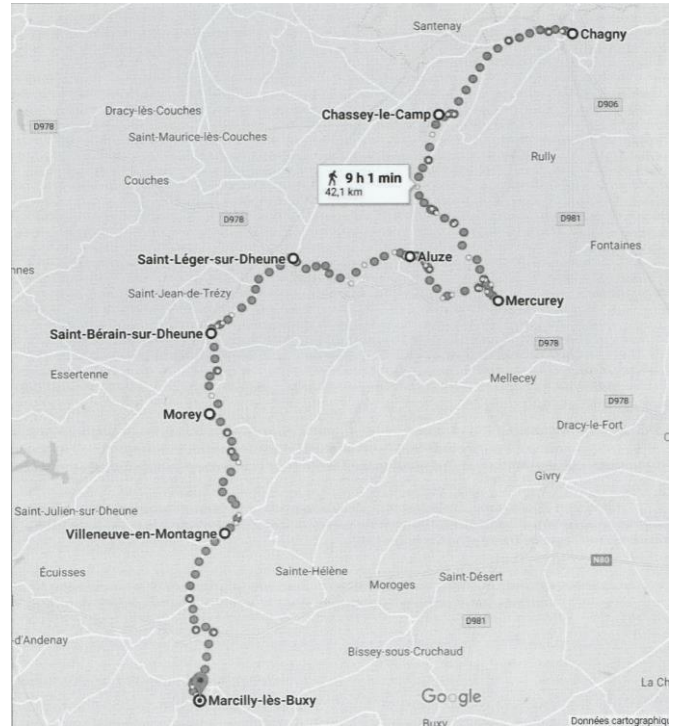 Santenay
Chagny
D906
Dracy-lès-Couches
Chassey-le-Camp
D978
Saint-Maurice-lès-Couches
Rully
Couches
9 h 1 min
42,1 km
D978
D981
Fontaines
Saint-Léger-sur-Dheune
Aluze
nnes
Saint-Jean-de-Trézy
Mercurey
Saint-Bérain-sur-Dheune
D978
Essertenne
Mellecey
D978
Morey
Dracy-le-Fort
C
Givry
Saint-Julien-sur-Dheune
Villeneuve-en-Montagne
N80
Écuisses
Sainte-Hélène
Saint-Désert
Moroges
D981
-d'Andenay
Bissey-sous-Cruchaud
La Ch
Marcilly-lès-Buxy
Google
Buxy
Données cartographiqu